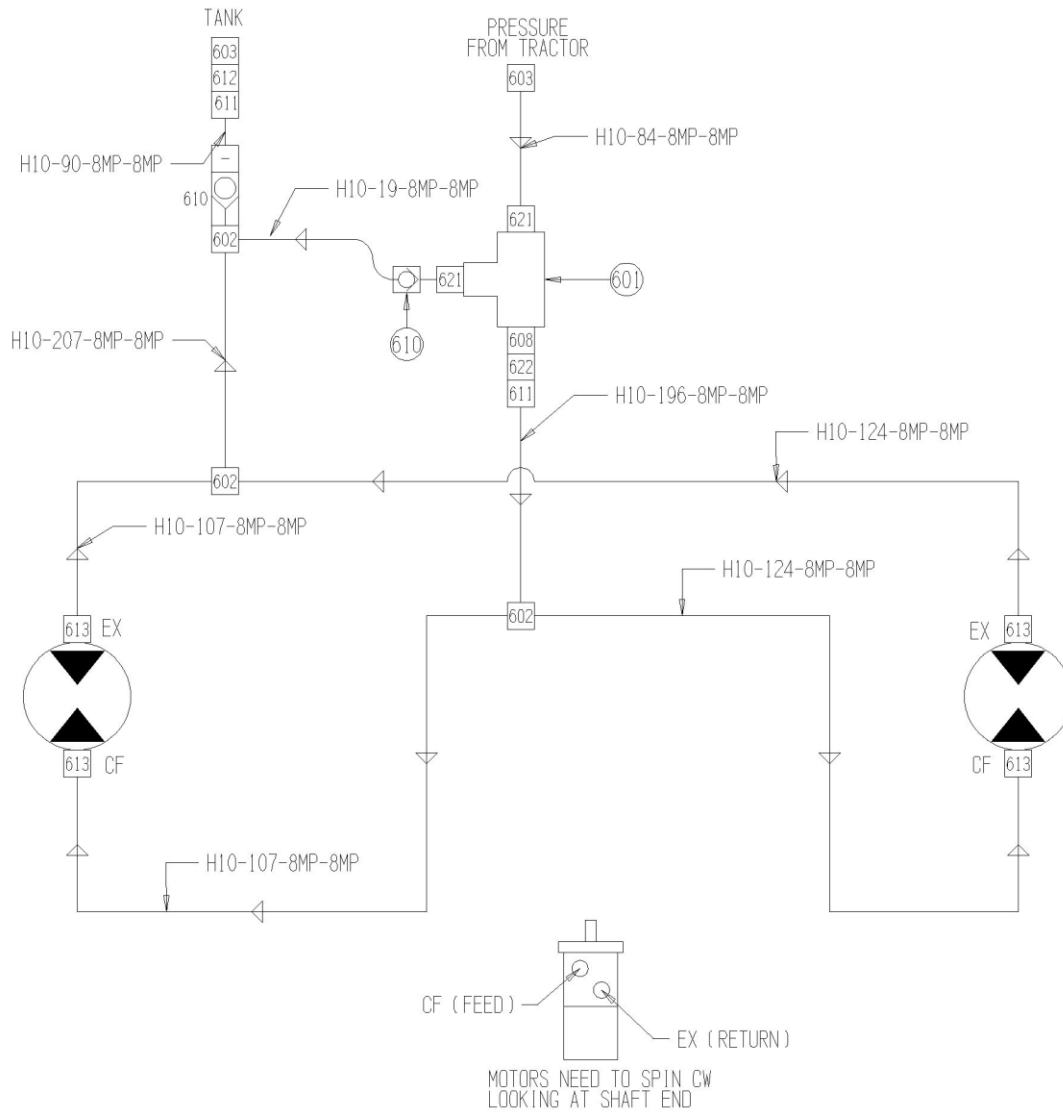 TANK
603
612
611
PRESSURE
FROM TRACTOR
603
H10-84-8MP-8MP
H10-90-8MP-8MP
610
602
H10-19-8MP-8MP
621
621
601
610
608
622
611
H10-207-8MP-8MP
H10-196-8MP-8MP
H10-124-8MP-8MP
602
H10-107-8MP-8MP
H10-124-8MP-8MP
602
613 EX
EX 613
613 CF
CF 613
H10-107-8MP-8MP
CF (FEED)
EX (RETURN)
MOTORS NEED TO SPIN CW
LOOKING AT SHAFT END